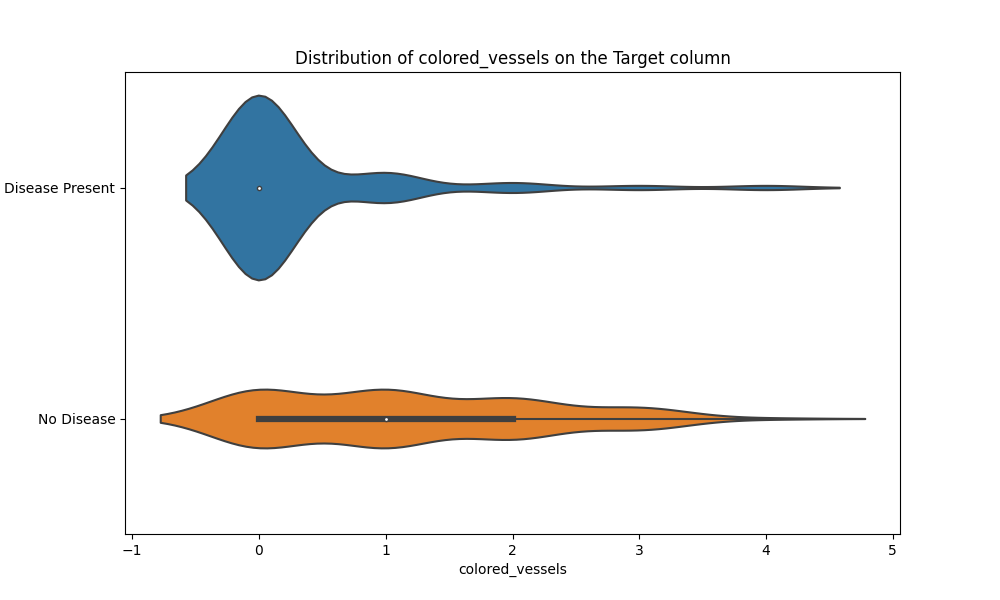 Distribution of colored_vessels on the Target column
Disease Present
No Disease
−1 0 1 2 3 4 5
colored_vessels